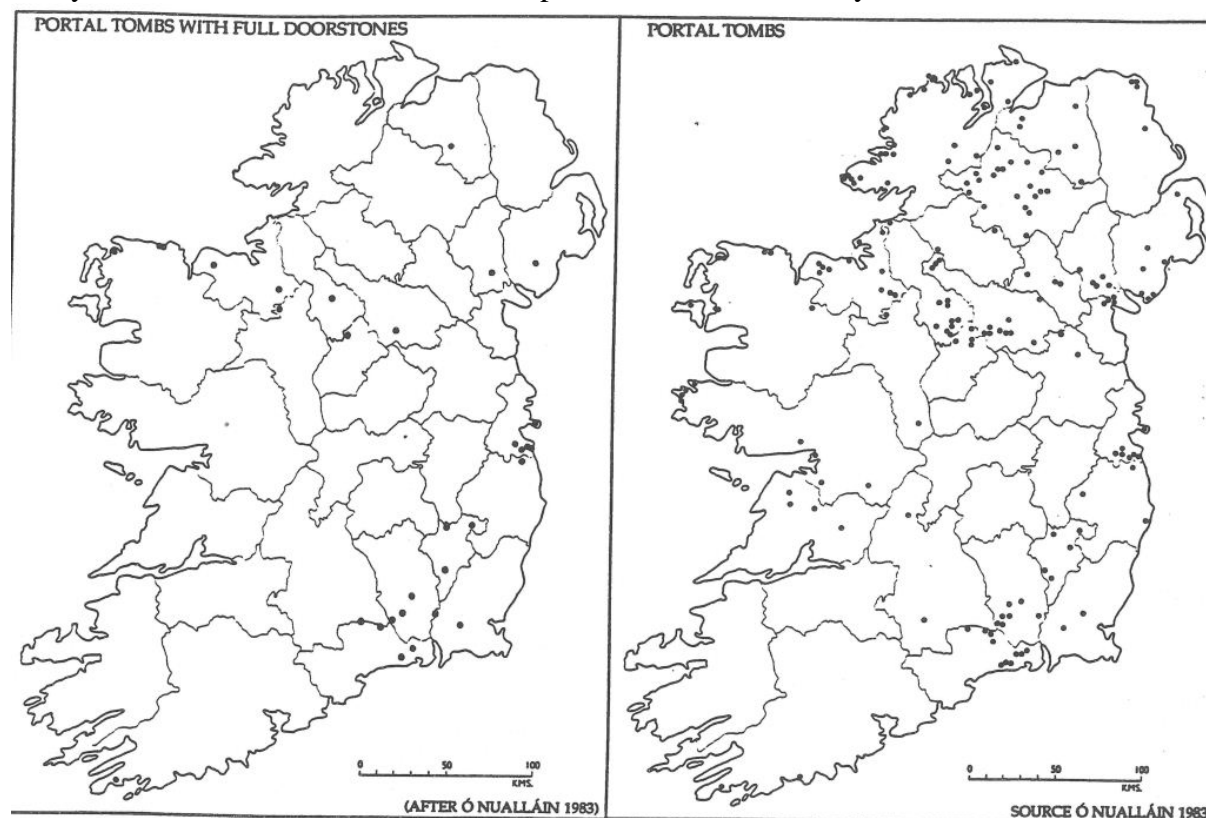 PORTAL TOMBS WITH FULL DOORSTONES
0 50 100
KMS.
(AFTER Ó NUALLÁIN 1983)
PORTAL TOMBS
0 50 100
KMS.
SOURCE Ó NUALLÁIN 1983